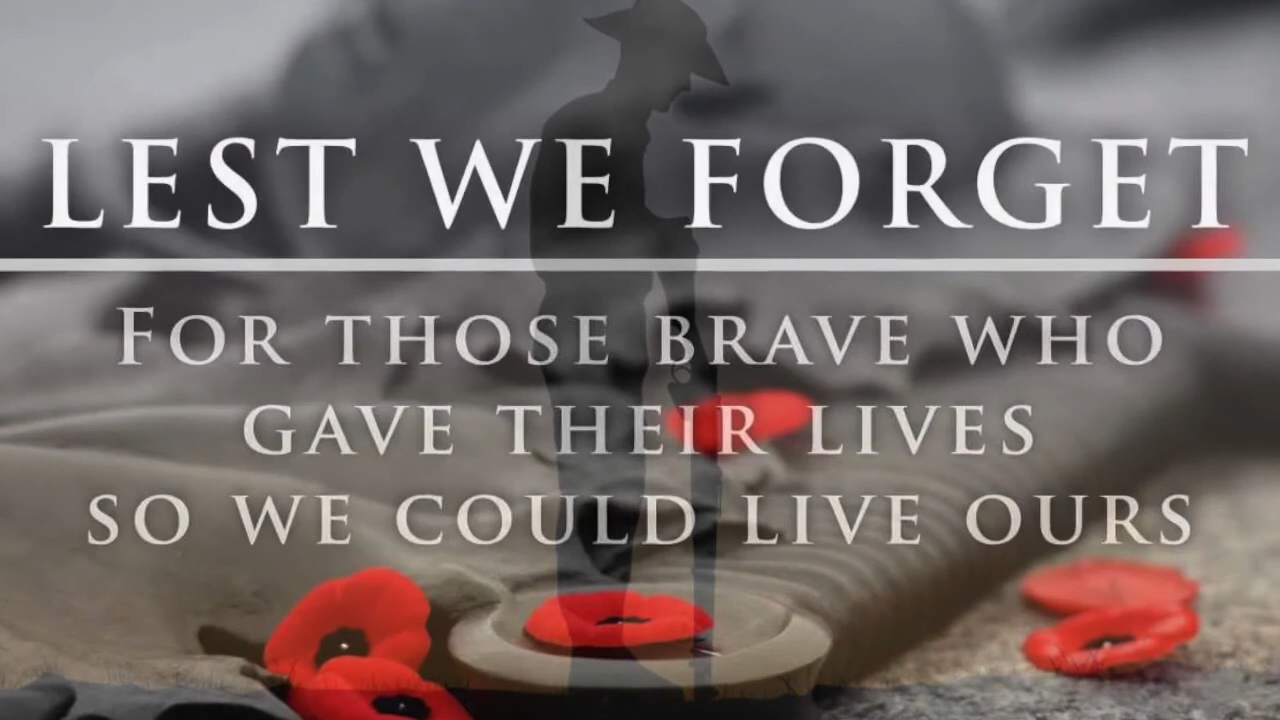 LEST WE FORGET
FOR THOSE BRAVE WHO
GAVE THEIR LIVES
SO WE COULD LIVE OURS